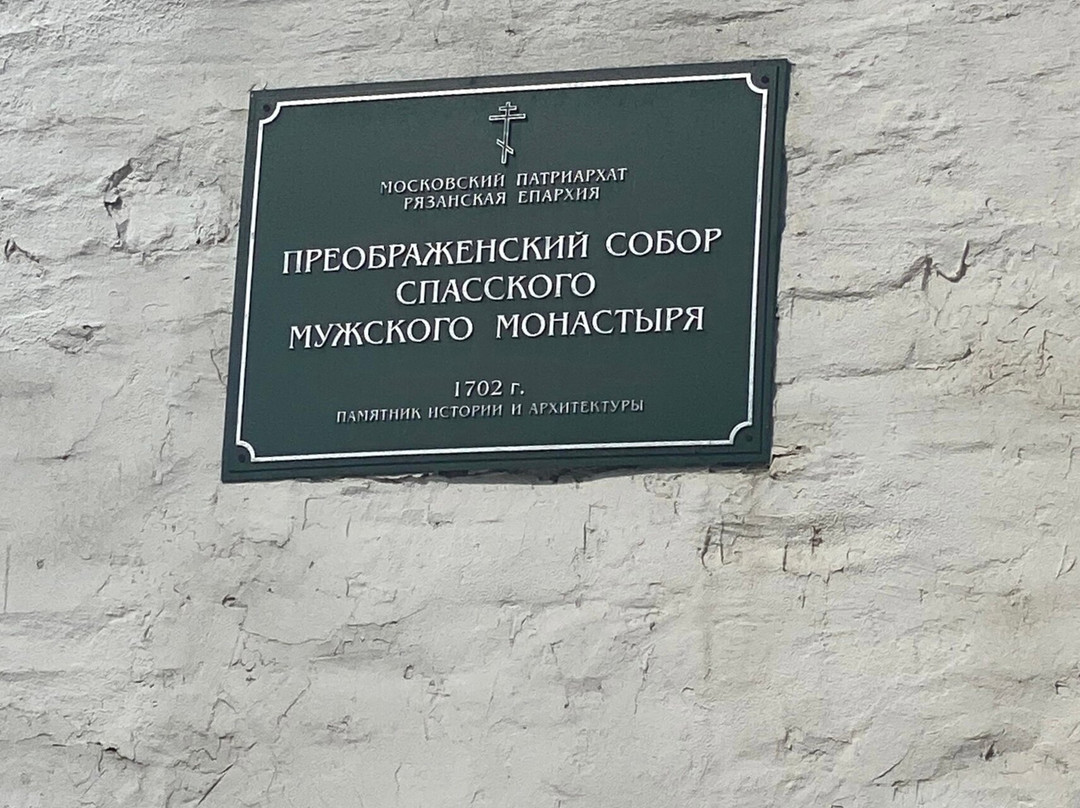 МОСКОВСКИЙ ПАТРИАРХАТ
РЯЗАНСКАЯ ЕПАРХИЯ
ПРЕОБРАЖЕНСКИЙ СОБОР
СПАССКОГО
МУЖСКОГО МОНАСТЫРЯ
1702 г.
ПАМЯТНИК ИСТОРИИ И АРХИТЕКТУРЫ